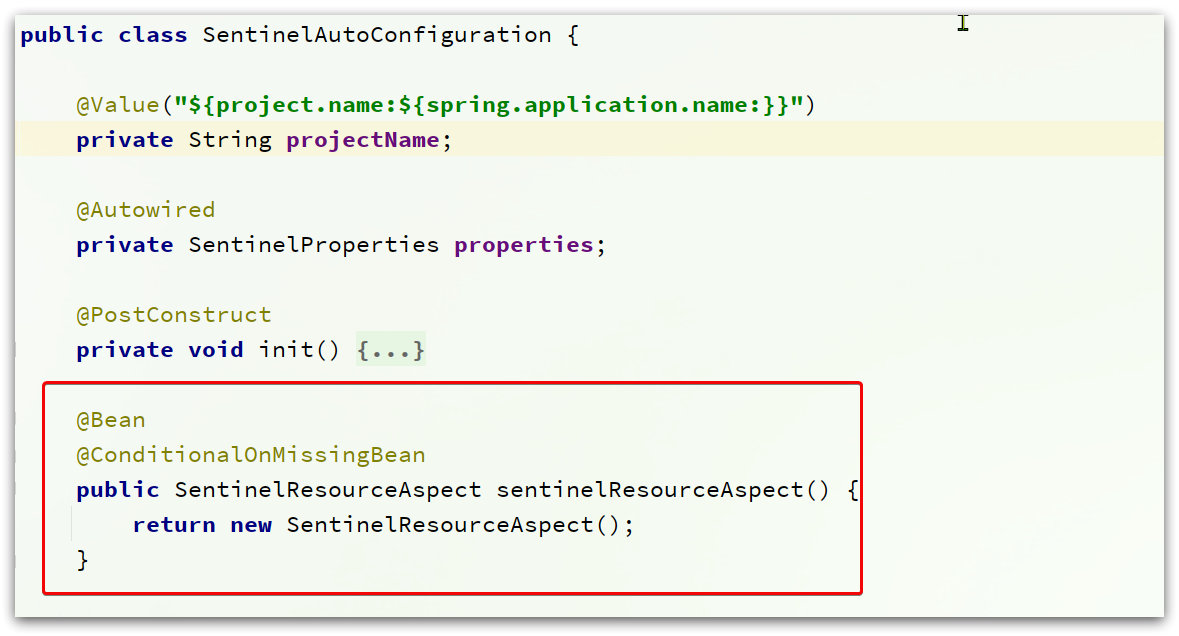 public class SentinelAutoConfiguration {
@Value("${project.name:${spring.application.name:}}")
private String projectName;
@Autowired
private SentinelProperties properties;
@PostConstruct
private void init() {...}
@Bean
@ConditionalOnMissingBean
public SentinelResourceAspect sentinelResourceAspect() {
return new SentinelResourceAspect();
}